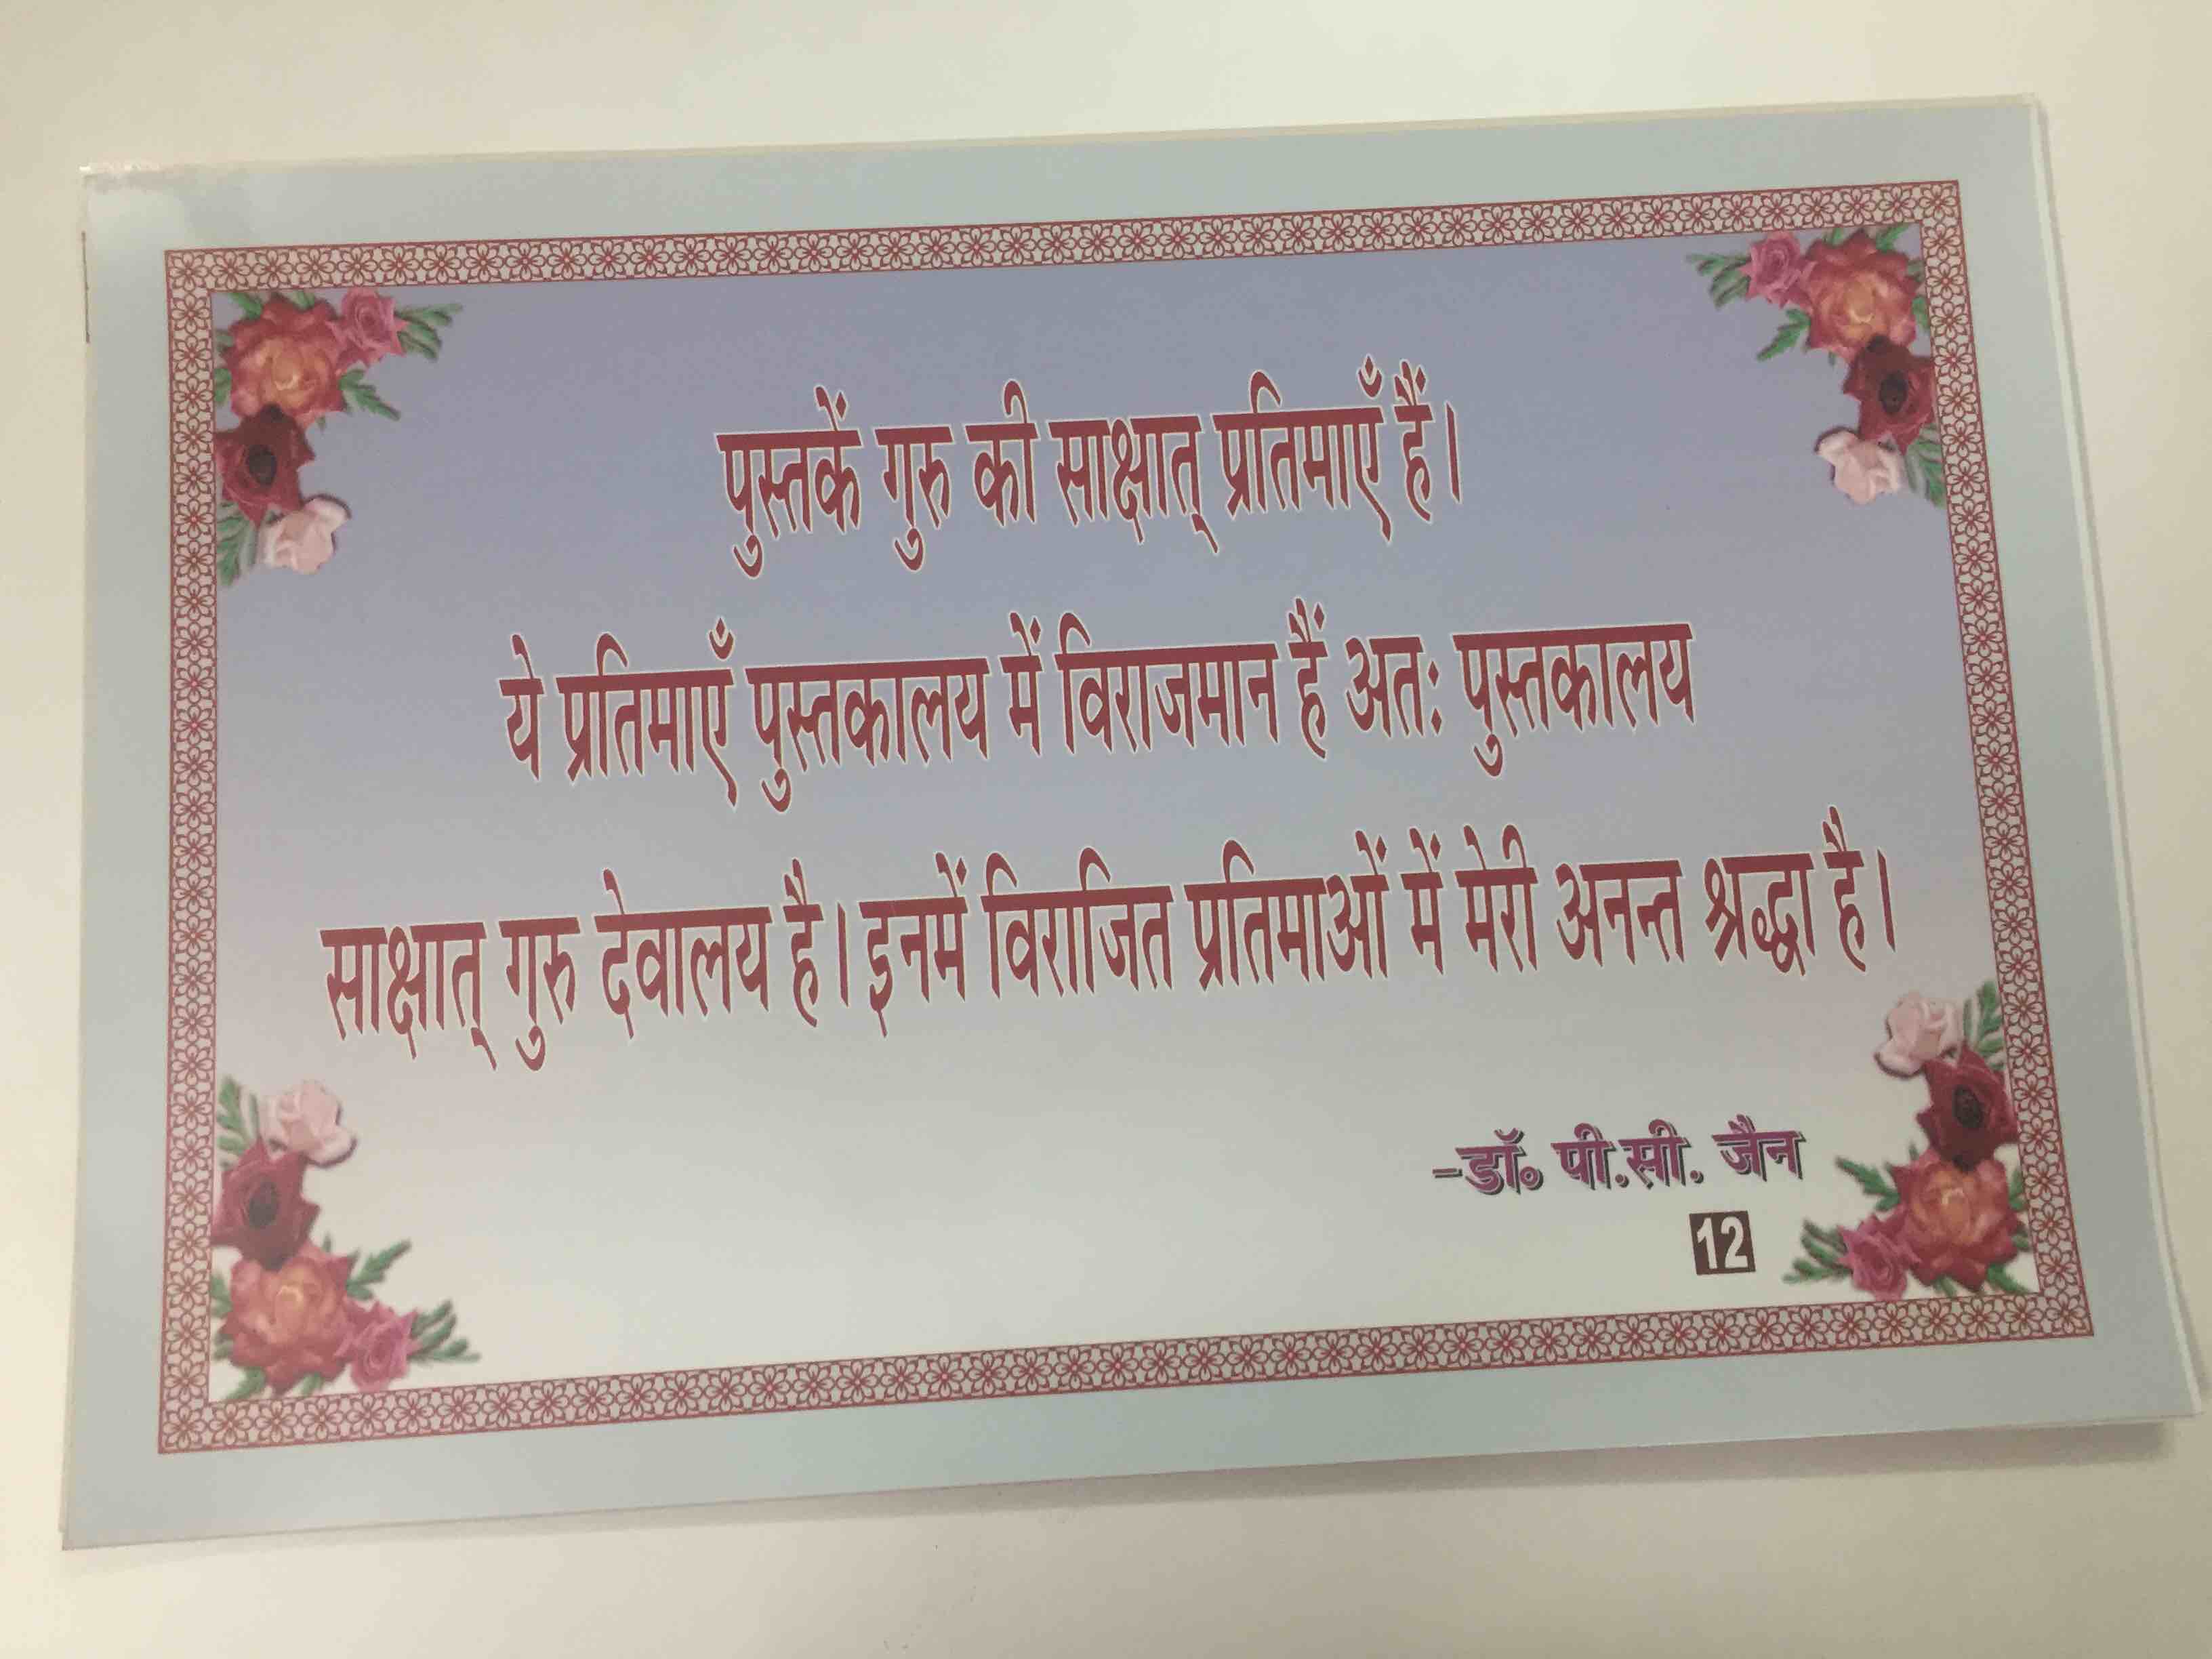 पुस्तकें गुरु की साक्षात् प्रतिमाएँ हैं।
ये प्रतिमाएँ पुस्तकालय में विराजमान हैं अतः पुस्तकालय
साक्षात् गुरु देवालय है। इनमें विराजित प्रतिमाओं में मेरी अनन्त श्रद्धा है।
-डॉ॰ पी.सी. जैन
12